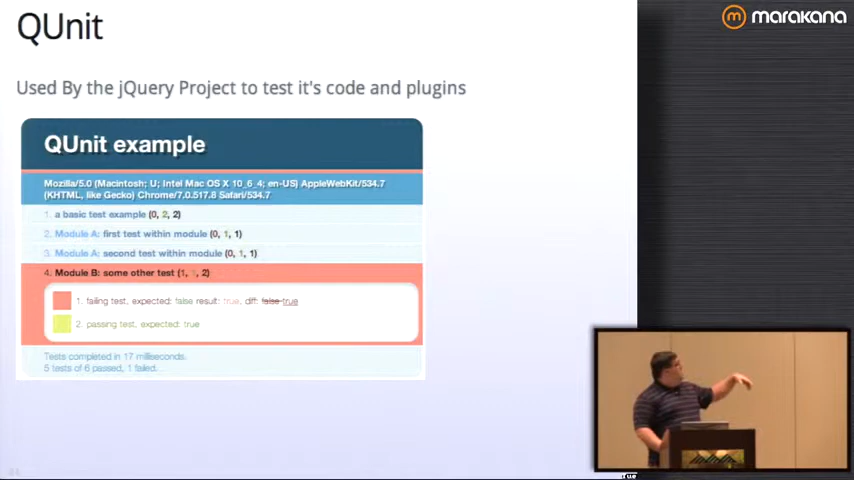 QUnit
marakana
Used By the jQuery Project to test it's code and plugins
QUnit example
Mozilla/5.0 (Macintosh; U; Intel Mac OS X 10_6_4; en-US) AppleWebKit/534.7
(KHTML, like Gecko) Chrome/7.0.517.8 Safari/534.7
1. a basic test example (0, 2, 2)
2. Module A: first test within module (0, 1, 1)
3. Module A: second test within module (0, 1, 1)
4. Module B: some other test (1, 1, 2)
1. failing test, expected: false result: true, diff: false true
2. passing test, expected: true
Tests completed in 17 milliseconds.
5 tests of 6 passed, 1 failed.